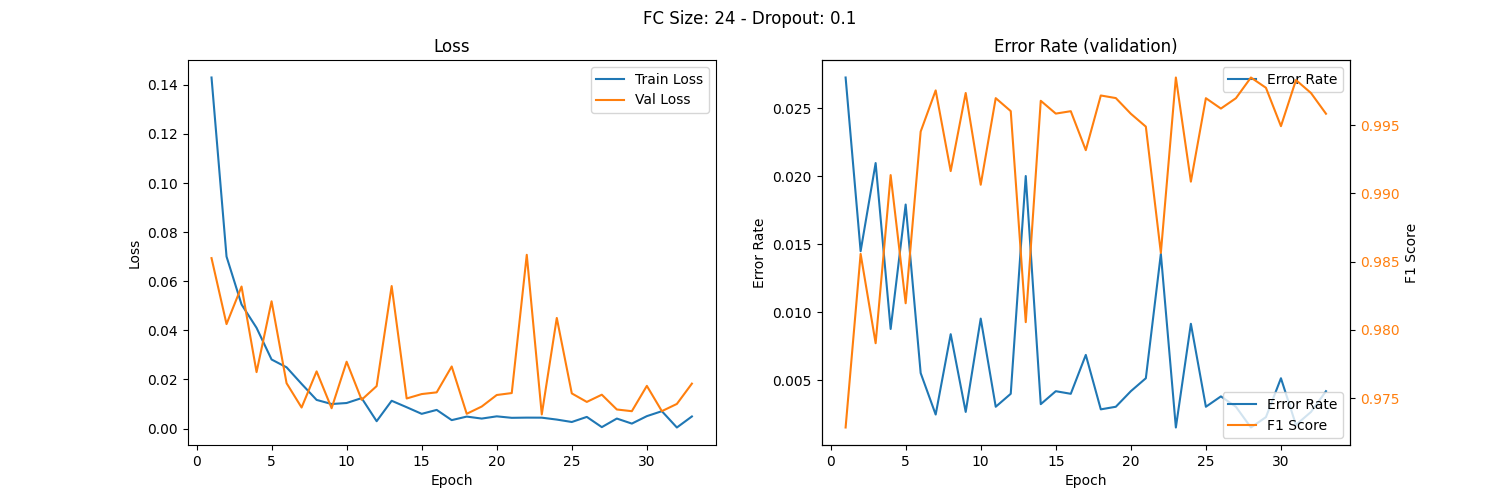 FC Size: 24 - Dropout: 0.1
Loss
Train Loss
Val Loss
0.14
0.12
0.10
0.08
0.06
0.04
0.02
0.00
Loss
0
5
10
15
20
25
30
Epoch
Error Rate (validation)
Error Rate
0.025
0.020
0.015
0.010
0.005
Error Rate
0.995
0.990
0.985
0.980
0.975
F1 Score
Error Rate
F1 Score
0
5
10
15
20
25
30
Epoch